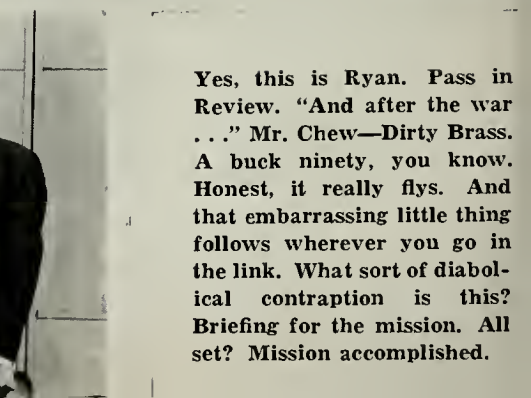 Yes, this is Ryan. Pass in
Review. “And after the war
. . .” Mr. Chew—Dirty Brass.
A buck ninety, you know.
Honest, it really flys. And
that embarrassing little thing
follows wherever you go in
the link. What sort of diabol-
ical contraption is this?
Briefing for the mission. All
set? Mission accomplished.